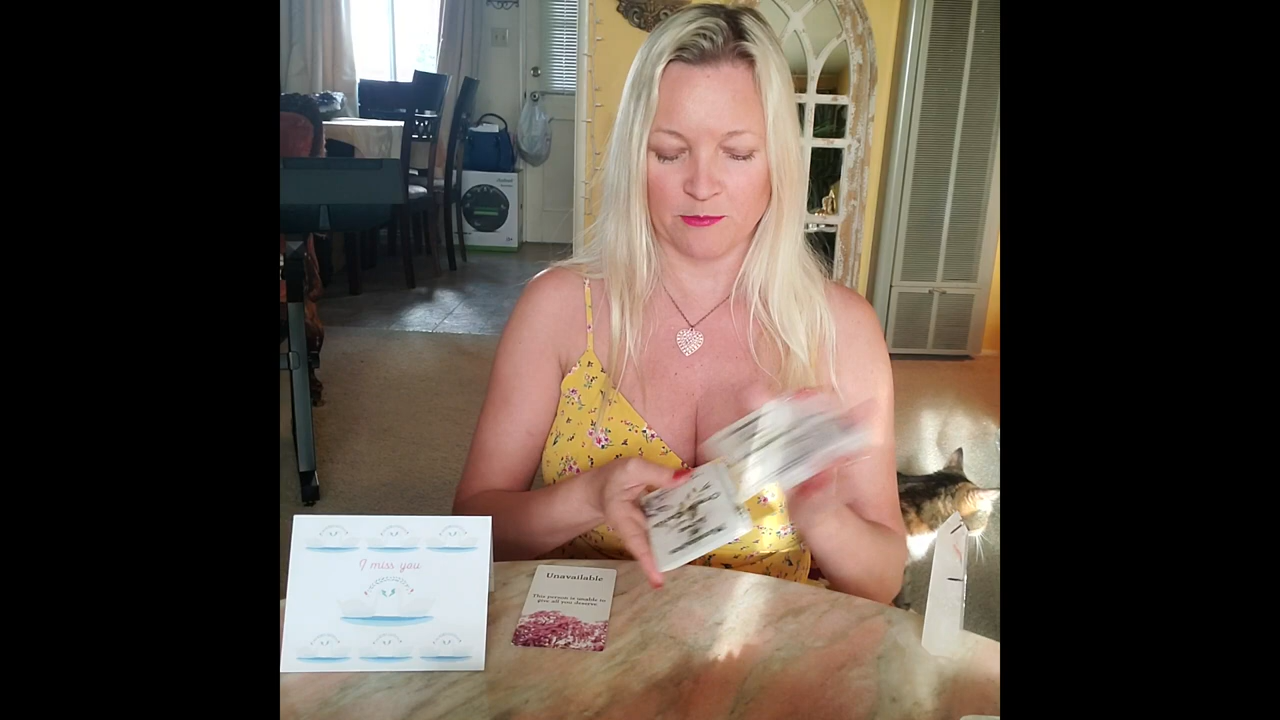 I miss you
Unavailable
This person is unable to
give all you deserve.